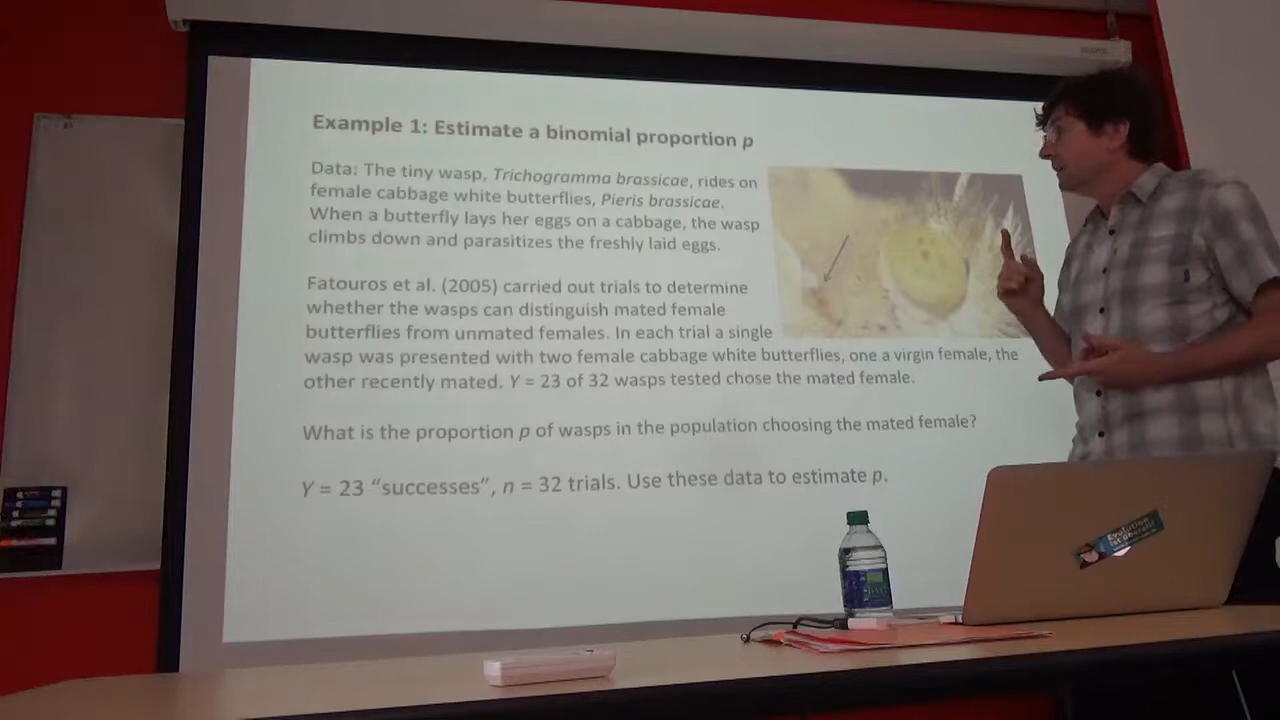 Example 1: Estimate a binomial proportion p
Data: The tiny wasp, Trichogramma brassicae, rides on
female cabbage white butterflies, Pieris brassicae.
When a butterfly lays her eggs on a cabbage, the wasp
climbs down and parasitizes the freshly laid eggs.
Fatouros et al. (2005) carried out trials to determine
whether the wasps can distinguish mated female
butterflies from unmated females. In each trial a single
wasp was presented with two female cabbage white butterflies, one a virgin female, the
other recently mated. Y = 23 of 32 wasps tested chose the mated female.
What is the proportion p of wasps in the population choosing the mated female?
Y = 23 “successes”, n = 32 trials. Use these data to estimate p.
Evolution
ist überall!